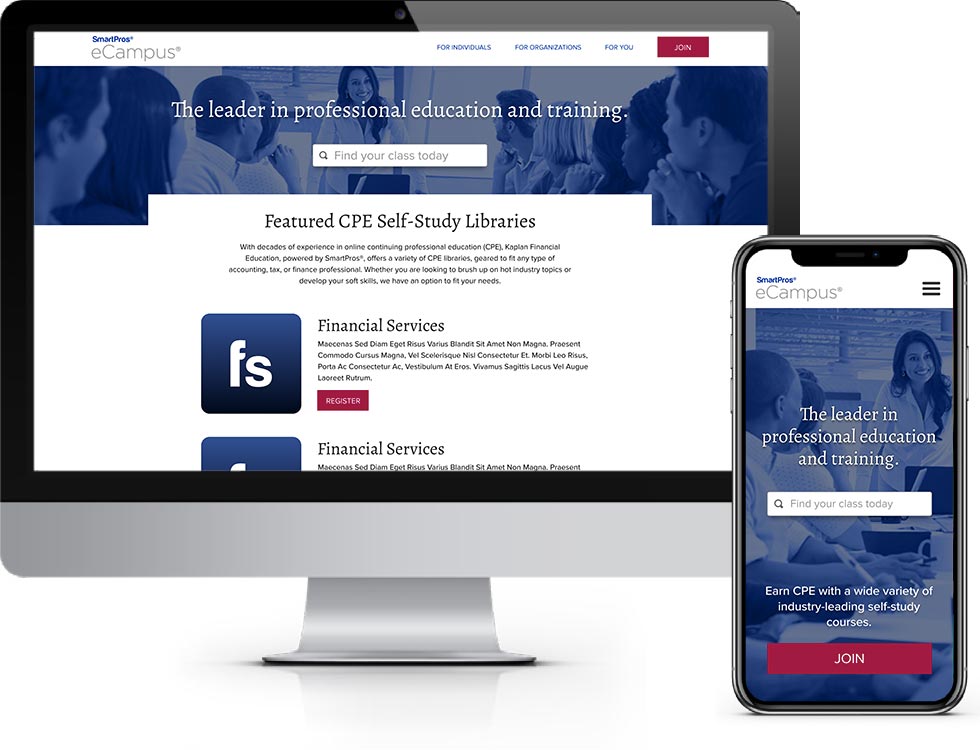 SmartPros®
eCampus®
FOR INDIVIDUALS FOR ORGANIZATIONS FOR YOU JOIN
The leader in professional education and training.
Find your class today
Featured CPE Self-Study Libraries
With decades of experience in online continuing professional education (CPE), Kaplan Financial
Education, powered by SmartPros®, offers a variety of CPE libraries, geared to fit any type of
accounting, tax, or finance professional. Whether you are looking to brush up on hot industry topics or
develop your soft skills, we have an option to fit your needs.
fs
Financial Services
Maecenas Sed Diam Eget Risus Varius Blandit Sit Amet Non Magna. Praesent
Commodo Cursus Magna, Vel Scelerisque Nisl Consectetur Et. Morbi Leo Risus,
Porta Ac Consectetur Ac, Vestibulum At Eros. Vivamus Sagittis Lacus Vel Augue
Laoreet Rutrum.
REGISTER
Financial Services
Maecenas Sed Diam Eget Risus Varius Blandit Sit Amet Non Magna. Praesent
SmartPros®
eCampus®
The leader in
professional education
and training.
Find your class today
Earn CPE with a wide variety of
industry-leading self-study
courses.
JOIN